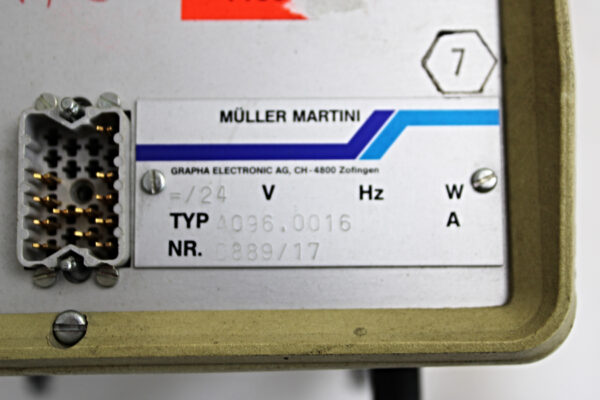 7
MÜLLER MARTINI
GRAPHA ELECTRONIC AG, CH-4800 Zofingen
=/24 V Hz W
TYP 4096.0016 A
NR. 0889/17